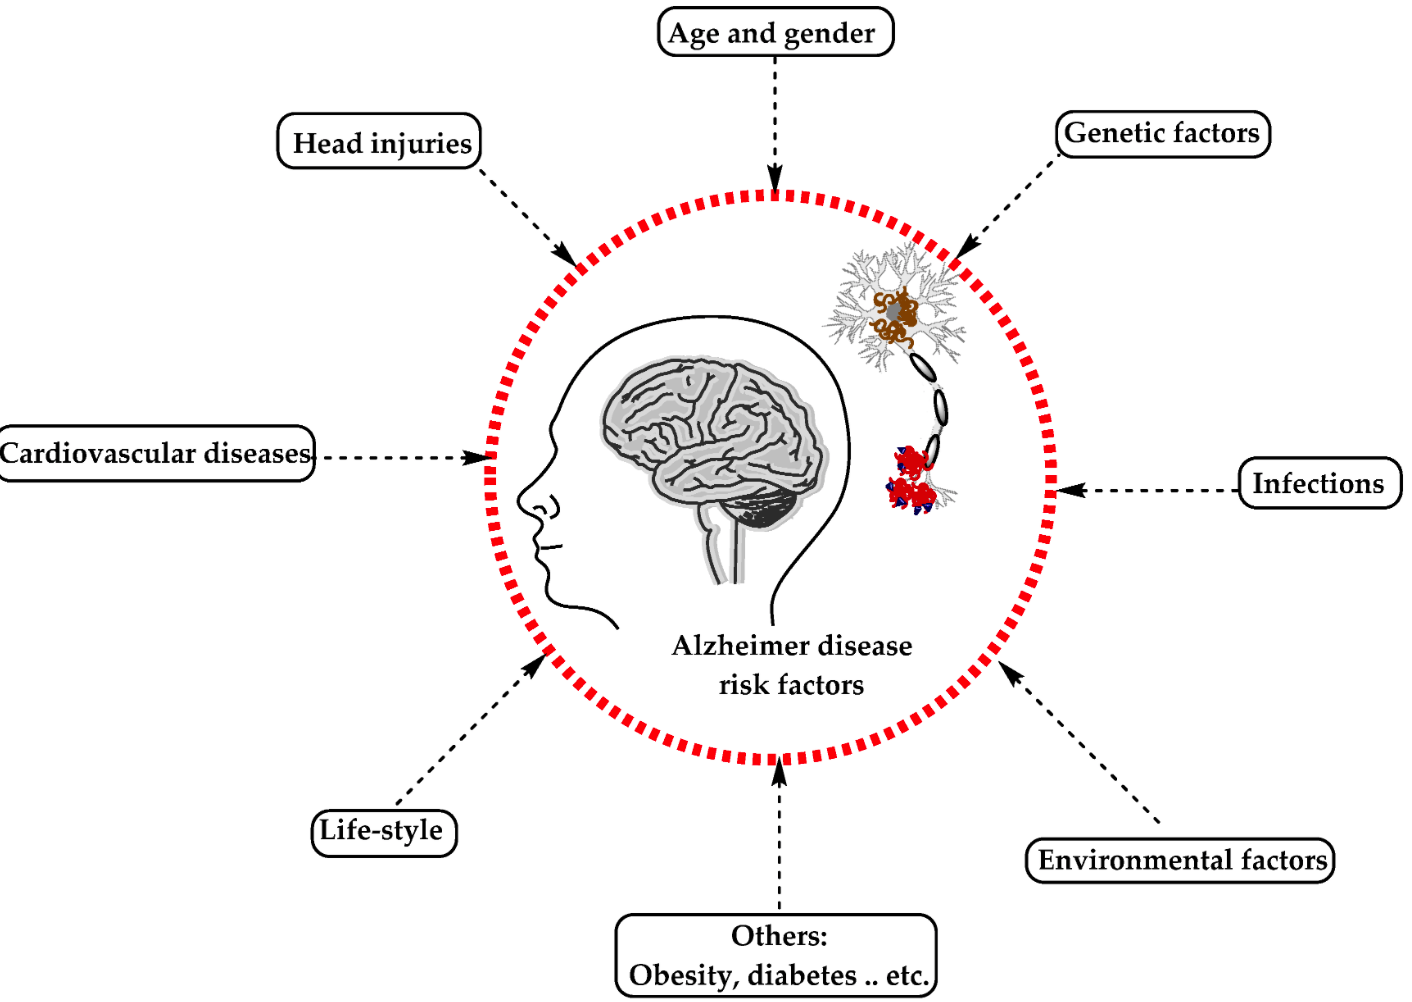 Age and gender
Head injuries
Genetic factors
Cardiovascular diseases
Infections
Alzheimer disease
risk factors
Life-style
Environmental factors
Others:
Obesity, diabetes .. etc.